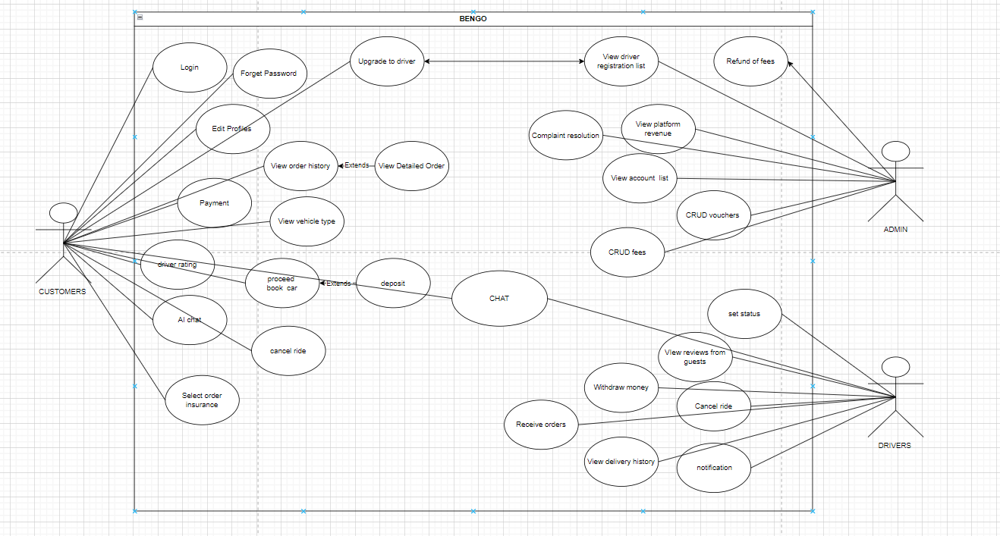 BENGO
Login
Forget Password
Upgrade to driver
View driver
registration list
Refund of fees
Edit Profiles
Complaint resolution
View platform
revenue
View order history
Extends
View Detailed Order
View account  list
Payment
View vehicle type
CRUD vouchers
CRUD fees
ADMIN
driver rating
proceed
book  car
Extends
deposit
CUSTOMERS
CHAT
set status
AI chat
cancel ride
View reviews from
guests
Withdraw money
Select order
insurance
Cancel ride
Receive orders
DRIVERS
View delivery history
notification